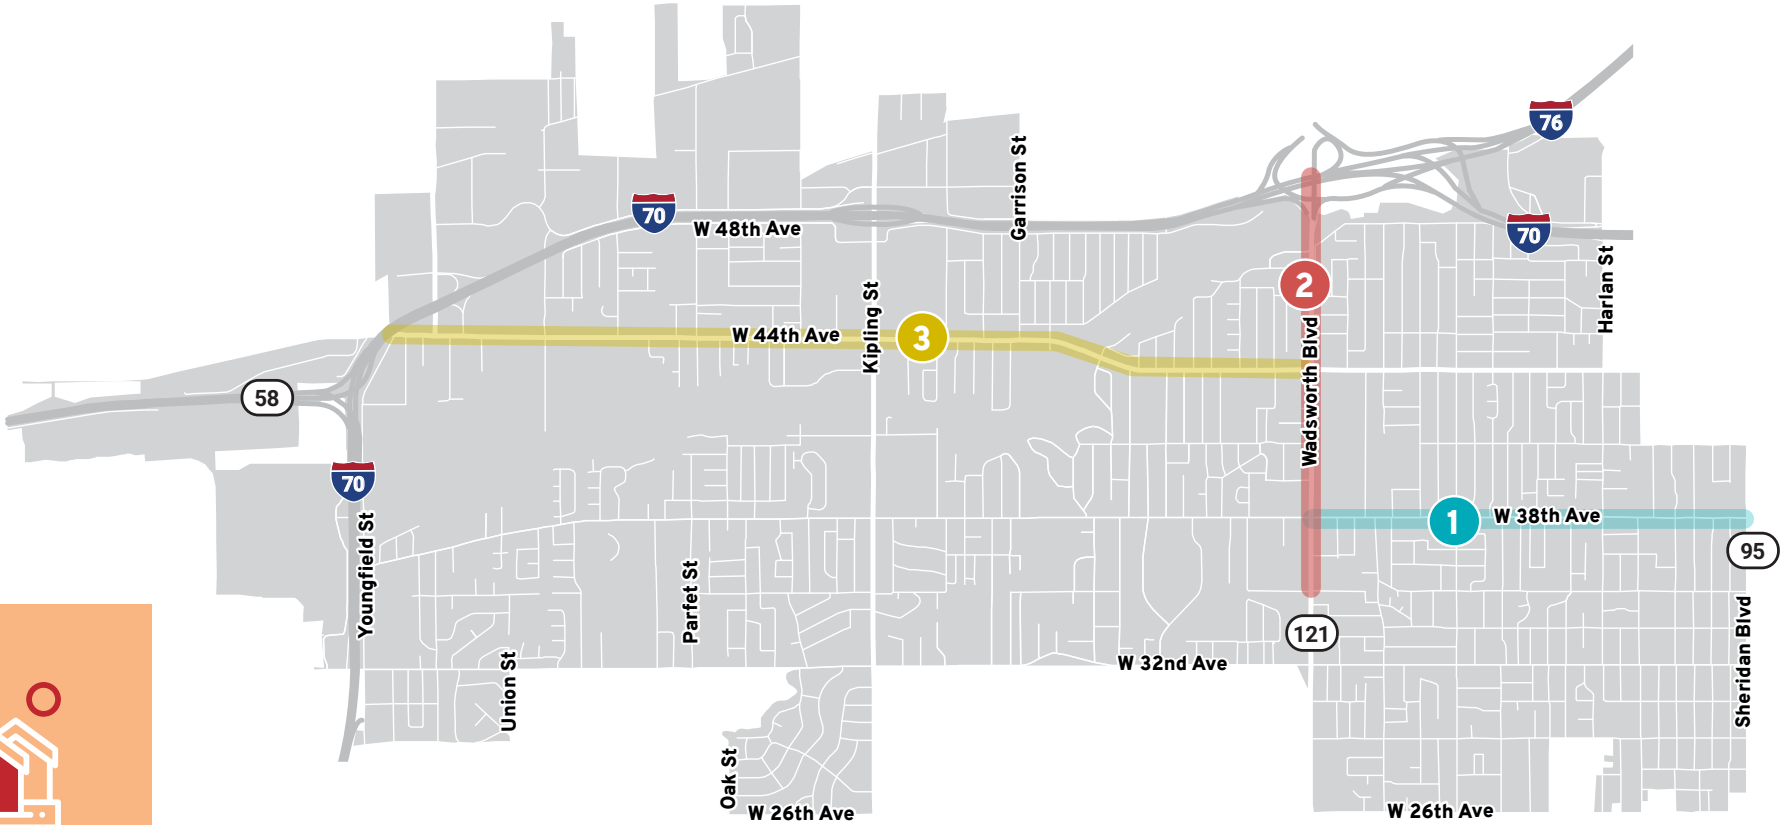 76
Garrison St
70
W 48th Ave
70
Harlan St
2
Kipling St
W 44th Ave
3
Wadsworth Blvd
58
70
1
W 38th Ave
95
Youngfield St
Parfet St
121
Sheridan Blvd
W 32nd Ave
Union St
Oak St
W 26th Ave
W 26th Ave